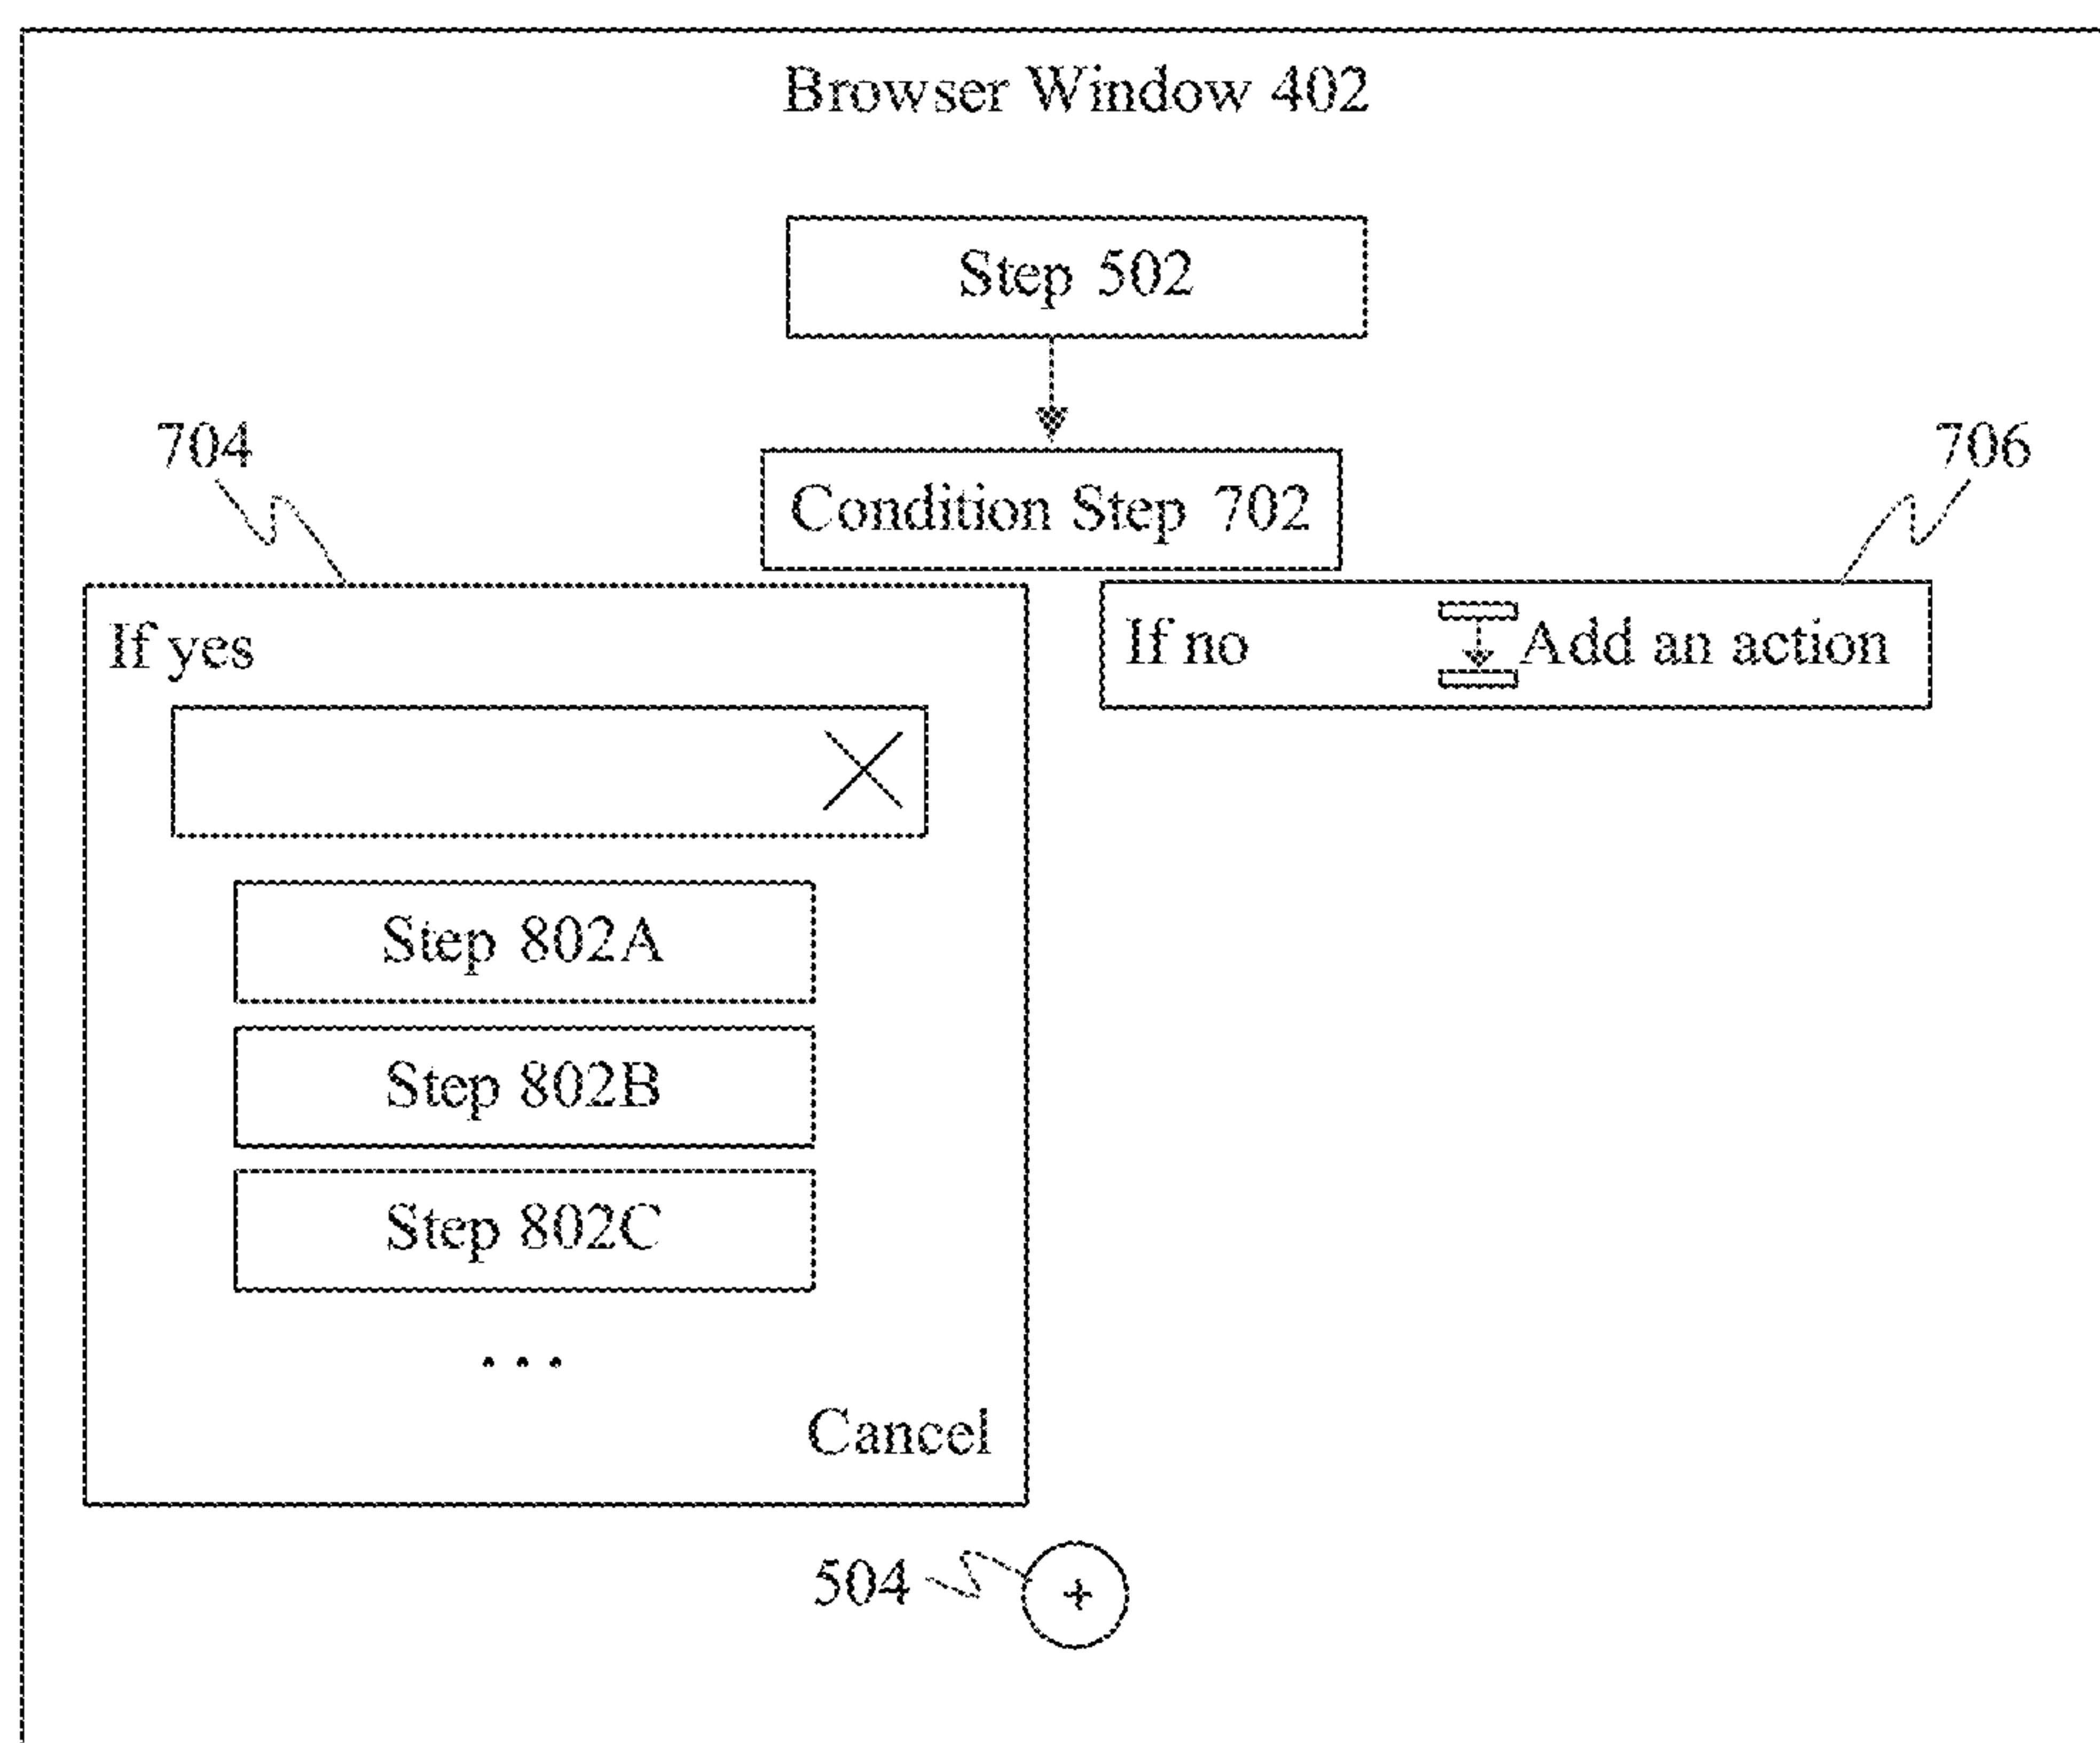 Browser Window 402
Step 502
704
706
Condition Step 702
If yes
If no
Add an action
Step 802A
Step 802B
Step 802C
...
Cancel
504
+